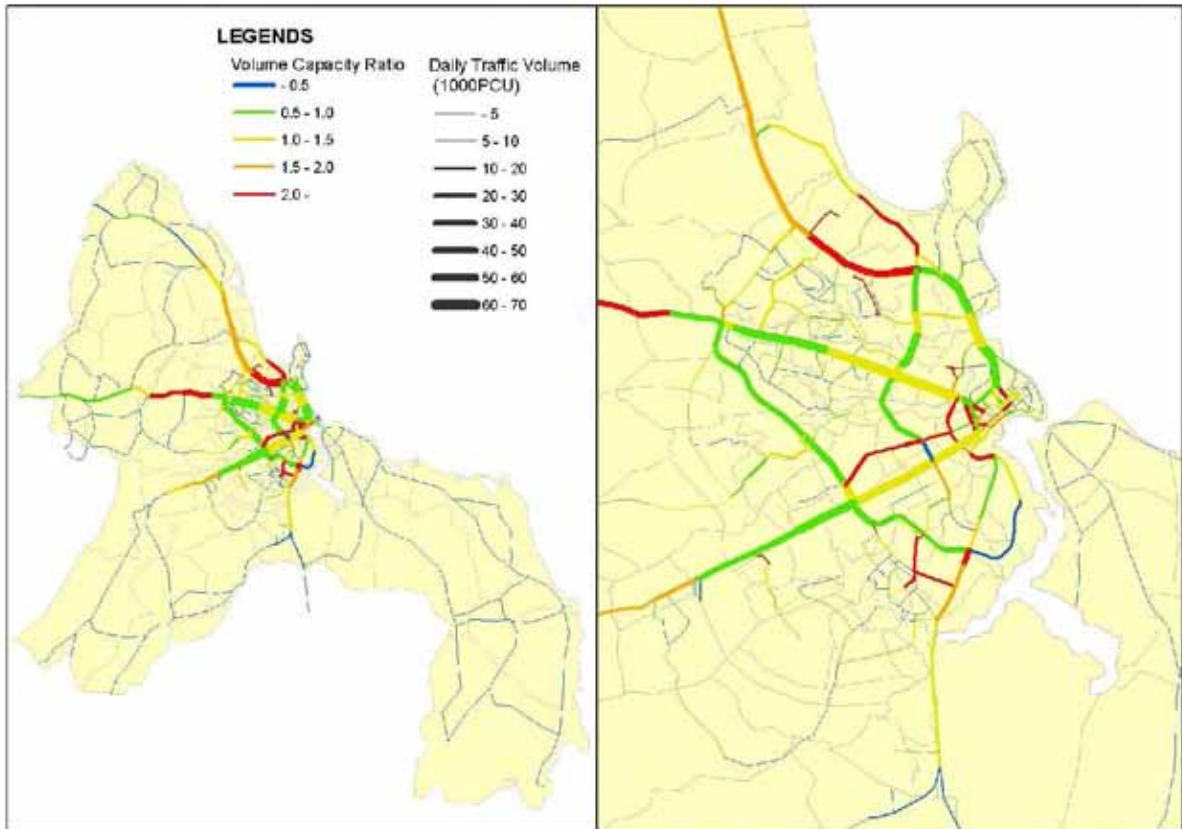 LEGENDS
Volume Capacity Ratio
- 0.5
0.5 - 1.0
1.0 - 1.5
1.5 - 2.0
2.0 -
Daily Traffic Volume
(1000PCU)
- 5
5 - 10
10 - 20
20 - 30
30 - 40
40 - 50
50 - 60
60 - 70